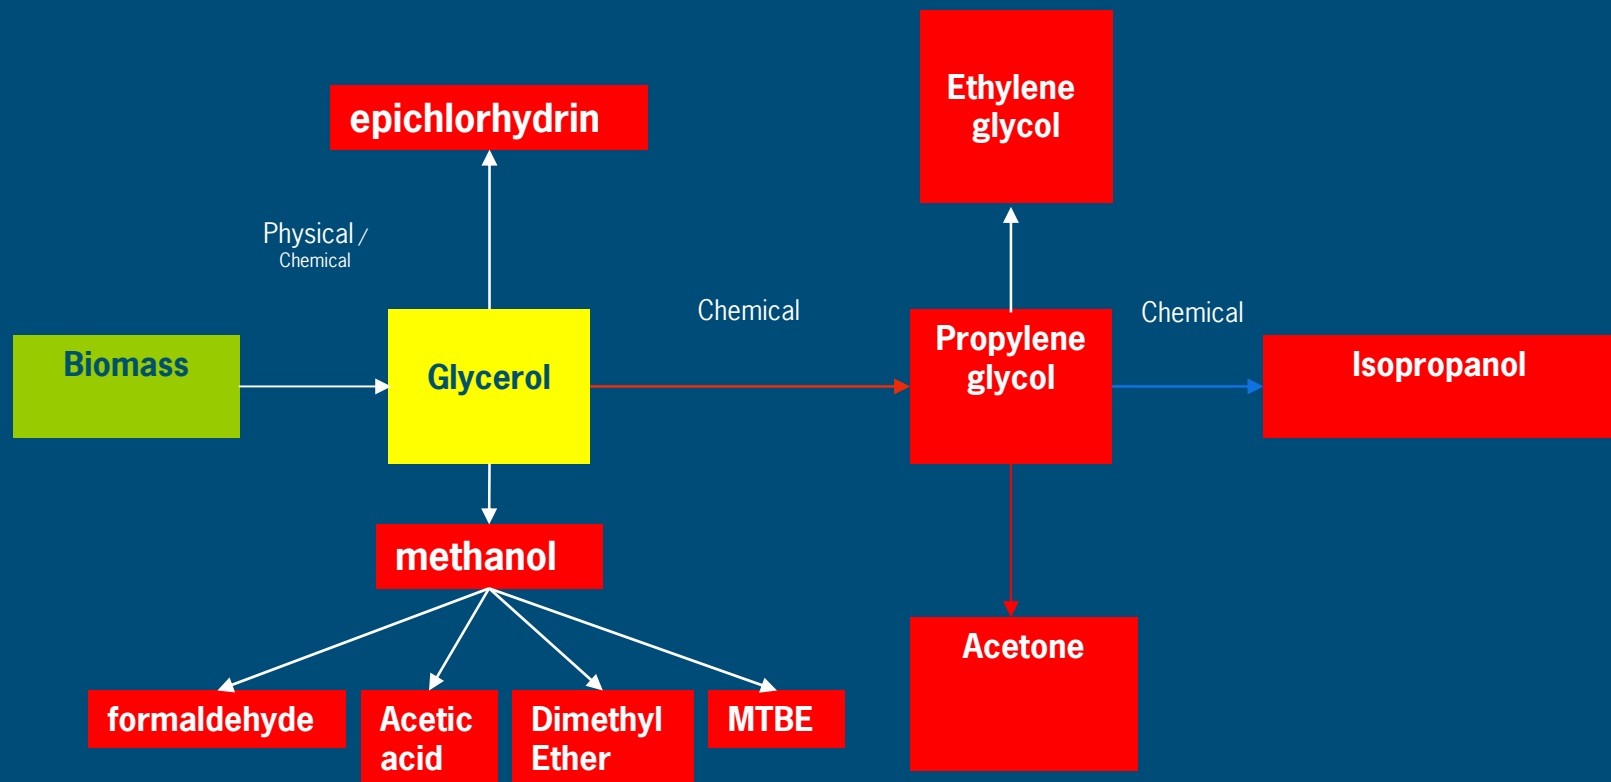 Ethylene
glycol
epichlorhydrin
Physical /
Chemical
Chemical
Chemical
Biomass
Glycerol
Propylene
glycol
Isopropanol
methanol
Acetone
formaldehyde
Acetic
acid
Dimethyl
Ether
MTBE